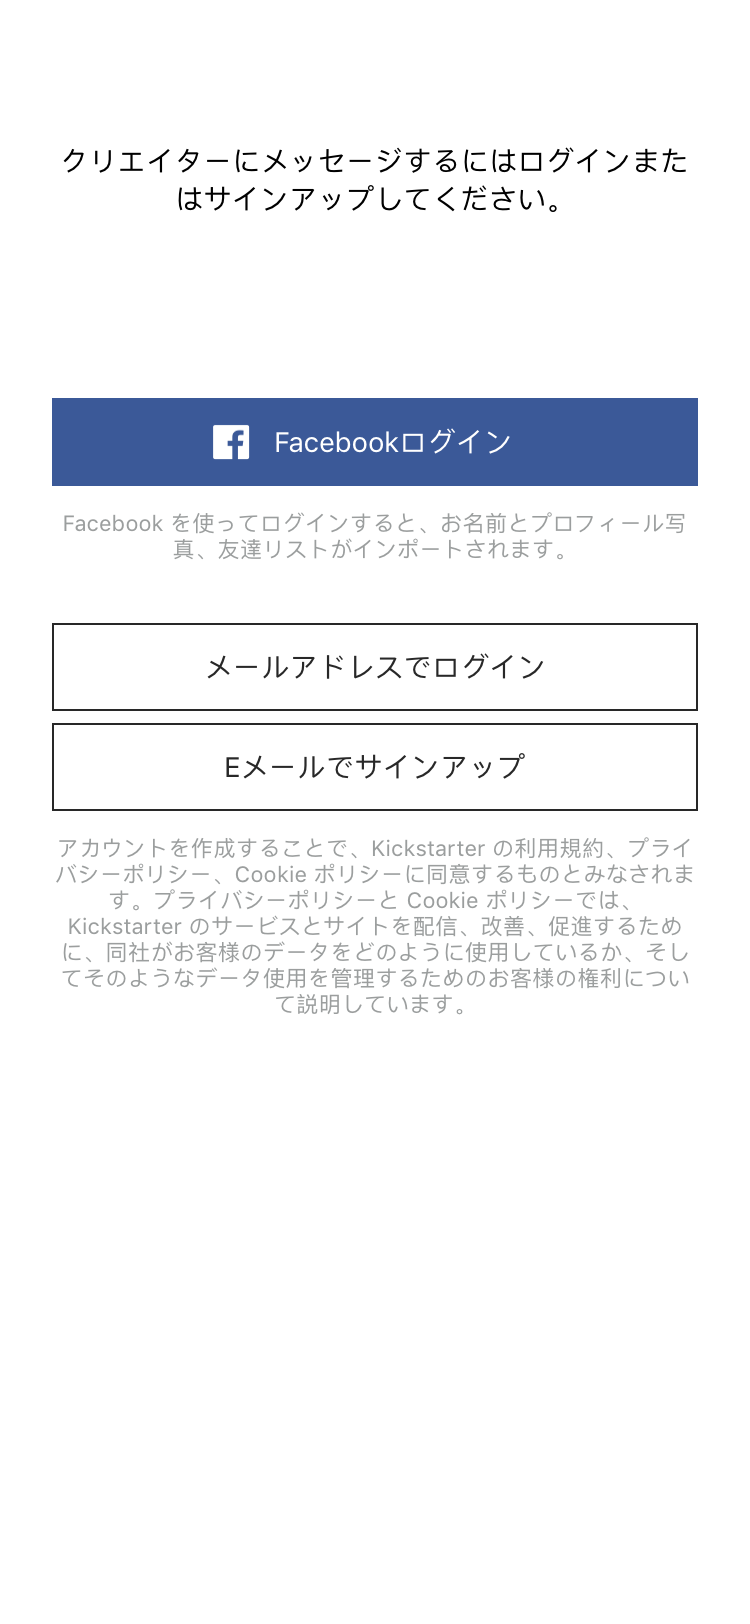 クリエイターにメッセージするにはログインまた
はサインアップしてください。
Facebookログイン
Facebook を使ってログインすると、お名前とプロフィール写
真、友達リストがインポートされます。
メールアドレスでログイン
Eメールでサインアップ
アカウントを作成することで、Kickstarter の利用規約、プライ
バシーポリシー、Cookie ポリシーに同意するものとみなされま
す。プライバシーポリシーと Cookie ポリシーでは、
Kickstarter のサービスとサイトを配信、改善、促進するため
に、同社がお客様のデータをどのように使用しているか、そし
てそのようなデータ使用を管理するためのお客様の権利につい
て説明しています。